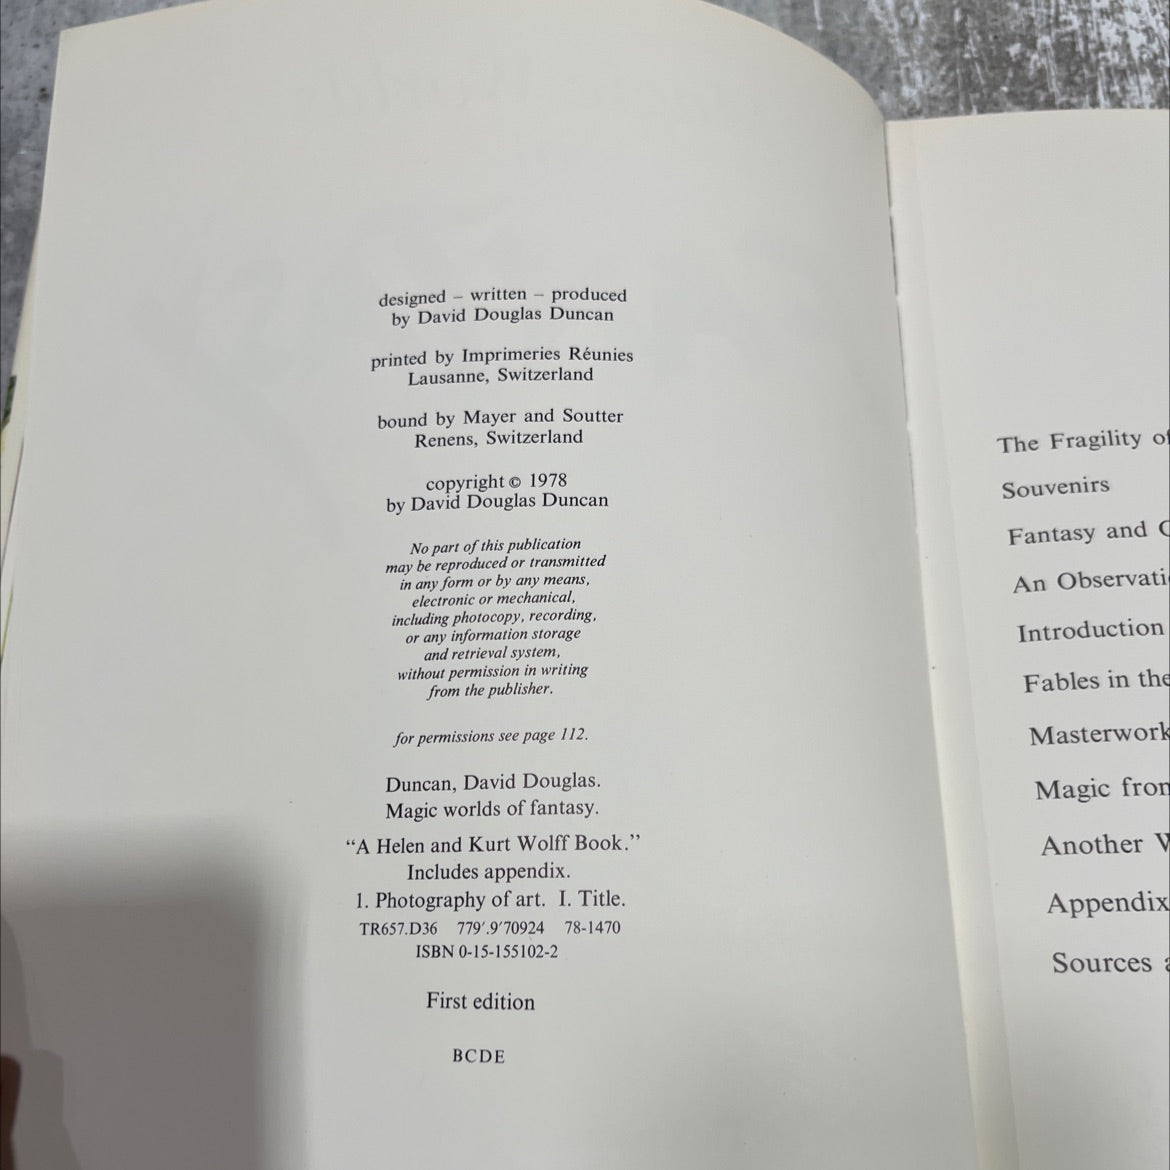 designed – written – produced
by David Douglas Duncan
printed by Imprimeries Réunies
Lausanne, Switzerland
bound by Mayer and Soutter
Renens, Switzerland
copyright © 1978
by David Douglas Duncan
No part of this publication
may be reproduced or transmitted
in any form or by any means,
electronic or mechanical,
including photocopy, recording,
or any information storage
and retrieval system,
without permission in writing
from the publisher.
for permissions see page 112.
Duncan, David Douglas.
Magic worlds of fantasy.
“A Helen and Kurt Wolff Book.”
Includes appendix.
1. Photography of art. I. Title.
TR657.D36 779′.9′70924 78-1470
ISBN 0-15-155102-2
First edition
BCDE
The Fragility of
Souvenirs
Fantasy and
An
Introduction
Fables in the
Magic
Another
Appendix
Sources